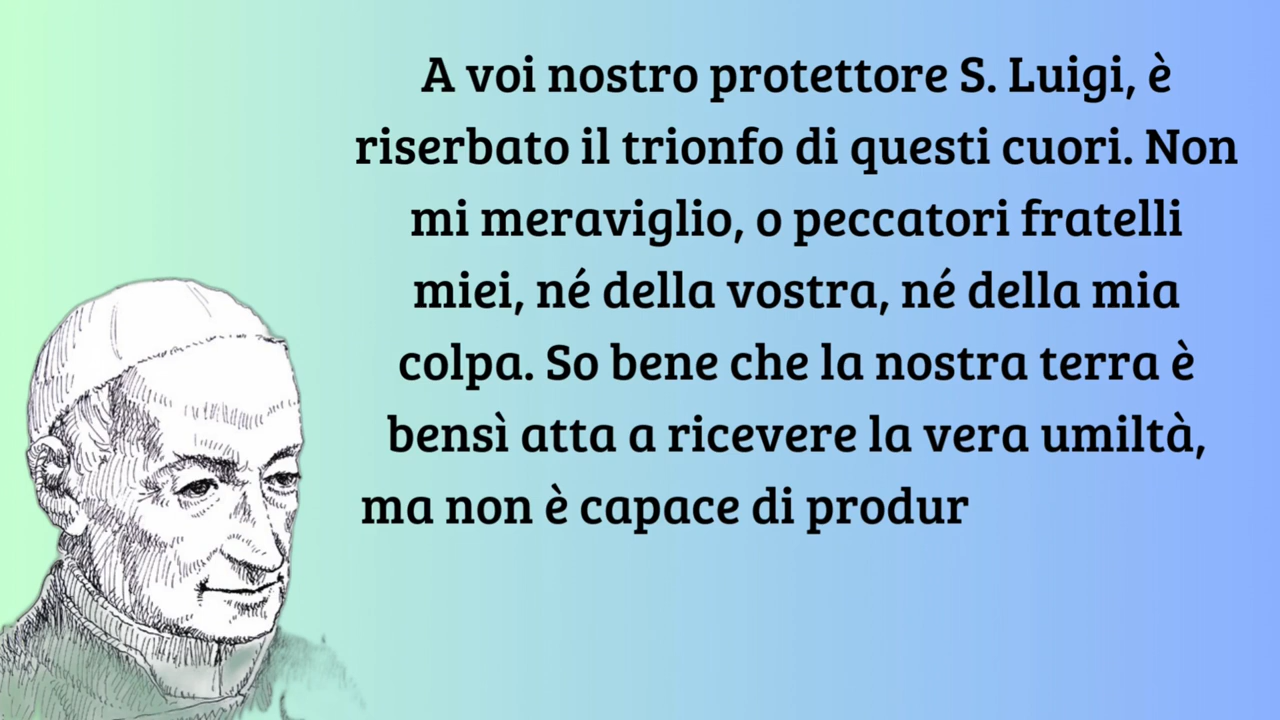 A voi nostro protettore S. Luigi, è
riserbato il trionfo di questi cuori. Non
mi meraviglio, o peccatori fratelli
miei, né della vostra, né della mia
colpa. So bene che la nostra terra è
bensì atta a ricevere la vera umiltà,
ma non è capace di produr